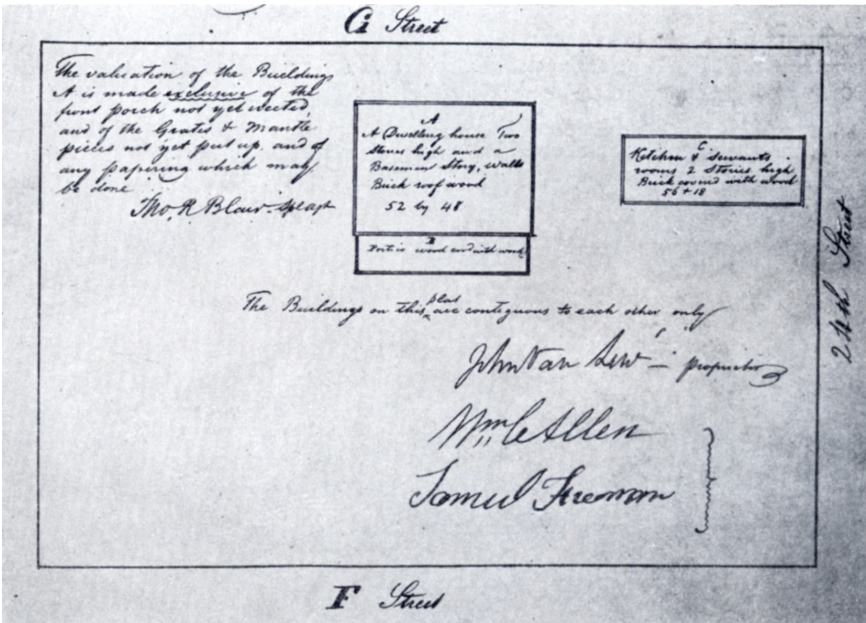 G Street
The valuation of the Buildings
A is made exclusive of the
front porch not yet erected,
and of the Grates & Mantle
pieces not yet put up, and of
any papering which may
be done
Tho, R Blair
A
A Dwelling house Two
Stories high and a
Basement Story, walls
Brick roof wood
52 by 48
B
Portico wood cov'd with wood
C
Kitchen & Servants
rooms 2 Stories high
Brick covered with wood
56 + 18
24th Street
The Buildings on this plat are contiguous to each other only
John Van Lew — proprietor
Wm C Allen
James Freeman
F Street